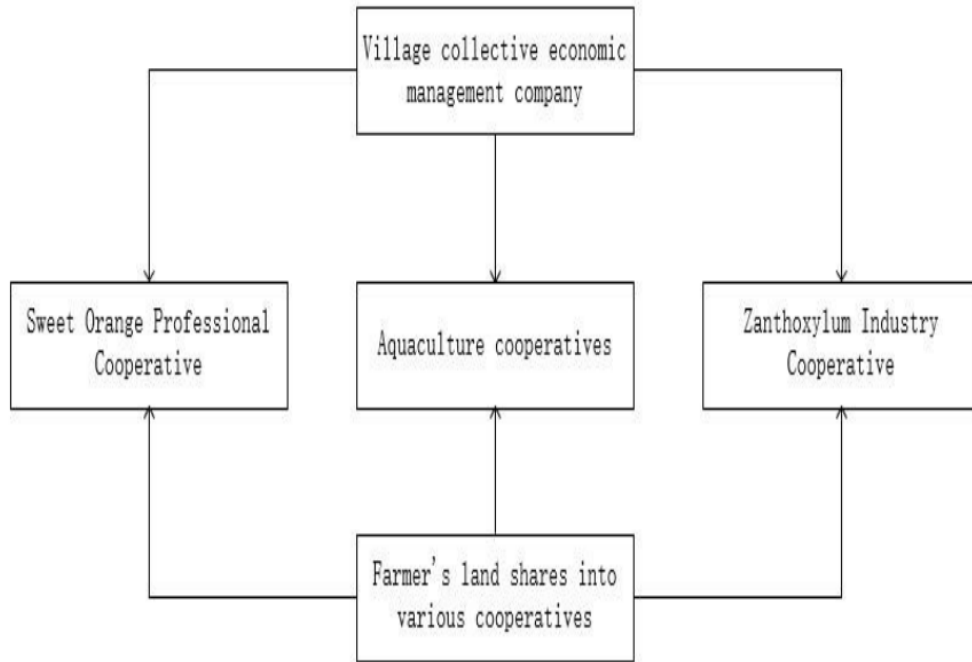 Village collective economic
management company
Sweet Orange Professional
Cooperative
Aquaculture cooperatives
Zanthoxylum Industry
Cooperative
Farmer's land shares into
various cooperatives